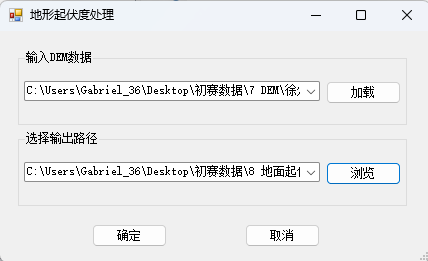 地形起伏度处理
输入DEM数据
C:\Users\Gabriel_36\Desktop\初赛数据\7 DEM\徐
加载
选择输出路径
C:\Users\Gabriel_36\Desktop\初赛数据\8 地面起
浏览
确定
取消